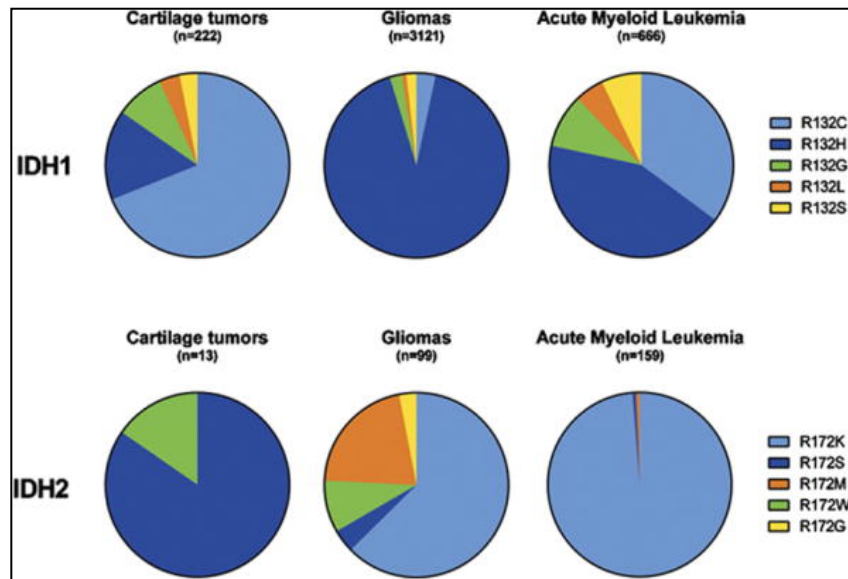 Cartilage tumors
(n=222)
Gliomas
(n=3121)
Acute Myeloid Leukemia
(n=666)
IDH1
R132C
R132H
R132G
R132L
R132S
Cartilage tumors
(n=13)
Gliomas
(n=99)
Acute Myeloid Leukemia
(n=159)
IDH2
R172K
R172S
R172M
R172W
R172G